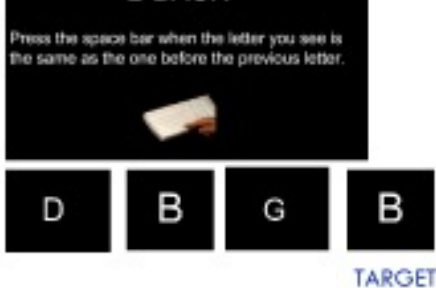 Press the space bar when the letter you see is
the same as the one before the previous letter.
D B G B
TARGET